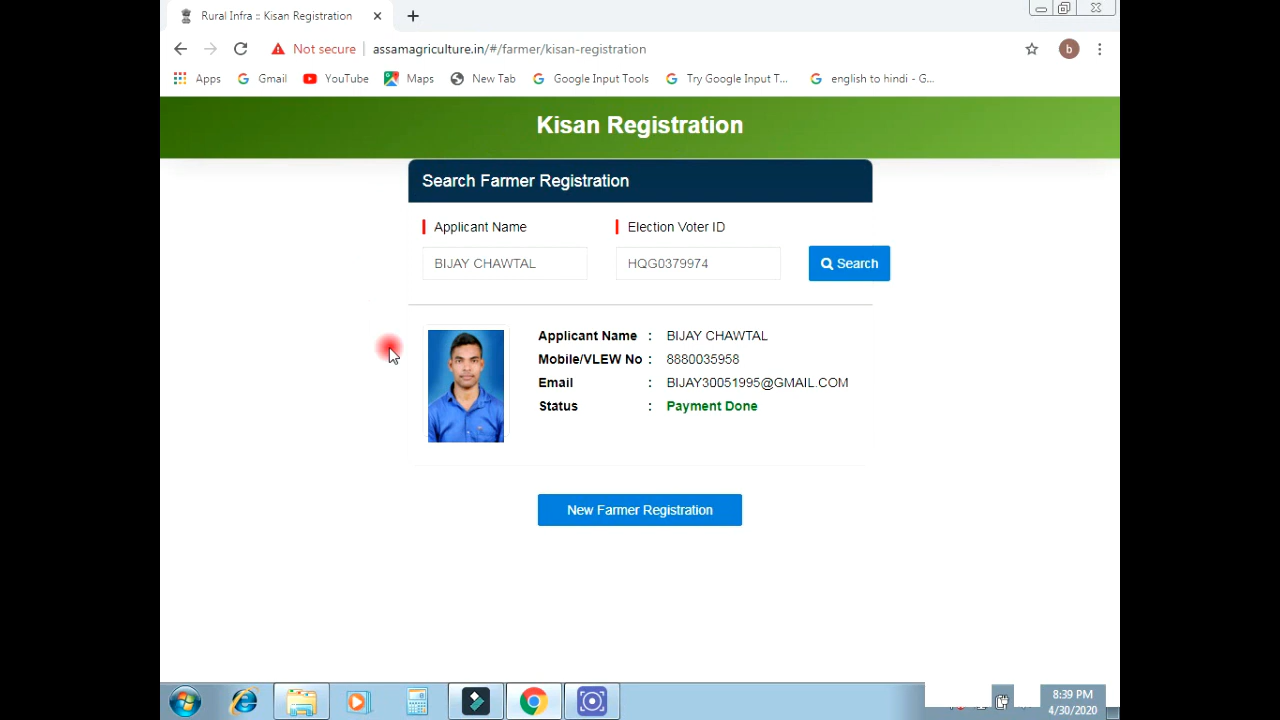 Rural Infra :: Kisan Registration
Not secure assamagriculture.in/#/farmer/kisan-registration b
Apps Gmail YouTube Maps New Tab Google Input Tools Try Google Input T... english to hindi - G...
Kisan Registration
Search Farmer Registration
Applicant Name Election Voter ID
BIJAY CHAWTAL HQG0379974 Search
Applicant Name : BIJAY CHAWTAL
Mobile/VLEW No : 8880035958
Email : BIJAY30051995@GMAIL.COM
Status : Payment Done
New Farmer Registration
8:39 PM
4/30/2020